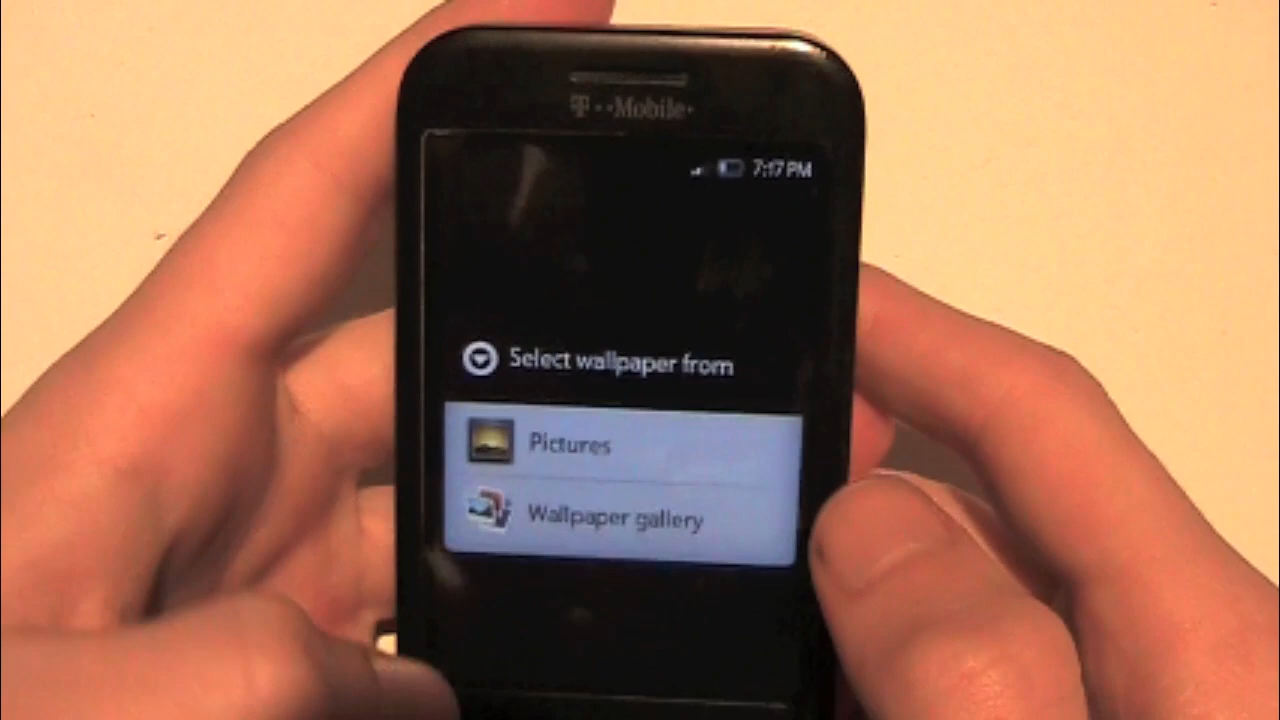 T··Mobile·
7:17 PM
Select wallpaper from
Pictures
Wallpaper gallery